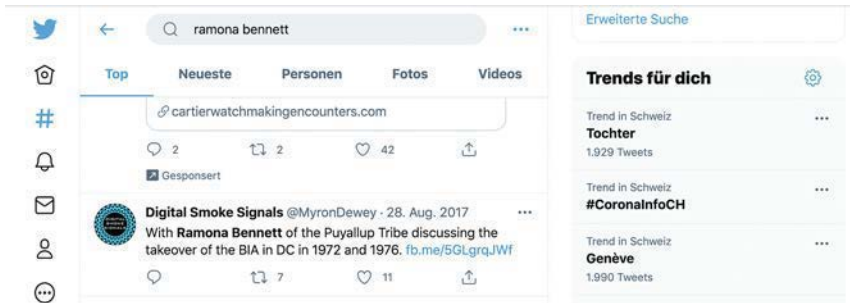 ramona bennett
Top Neueste Personen Fotos Videos
cartierwatchmakingencounters.com
2 2 42
Gesponsert
Digital Smoke Signals @MyronDewey · 28. Aug. 2017
With Ramona Bennett of the Puyallup Tribe discussing the
takeover of the BIA in DC in 1972 and 1976. fb.me/5GLgrqJWf
7 11
Erweiterte Suche
Trends für dich
Trend in Schweiz
Tochter
1.929 Tweets
Trend in Schweiz
#CoronaInfoCH
Trend in Schweiz
Genève
1.990 Tweets